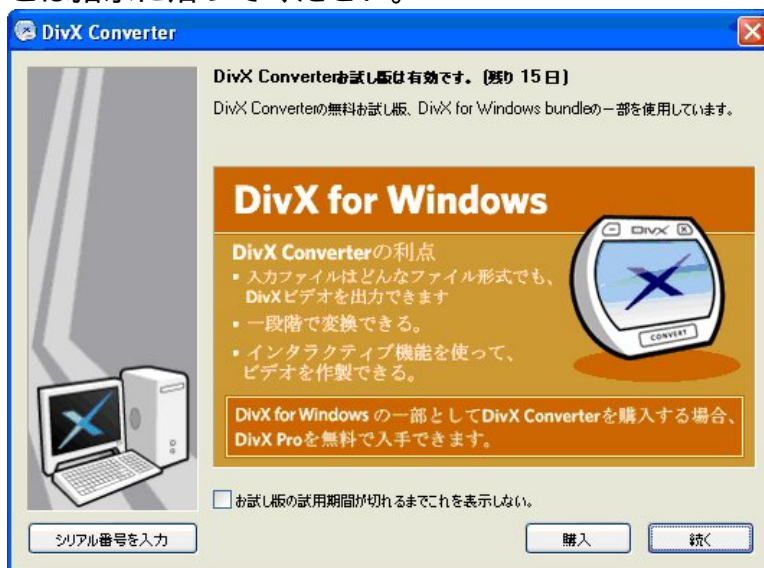 DivX Converter
DivX Converterお試し版は有効です。 (残り 15 日)
DivX Converterの無料お試し版、DivX for Windows bundleの一部を使用しています。
DivX for Windows
DivX Converterの利点
▪ 入力ファイルはどんなファイル形式でも、
DivXビデオを出力できます
▪ 一段階で変換できる。
▪ インタラクティブ機能を使って、
ビデオを作製できる。
DivX
CONVERT
DivX for Windows の一部としてDivX Converterを購入する場合、
DivX Proを無料で入手できます。
お試し版の試用期間が切れるまでこれを表示しない。
シリアル番号を入力
購入
続く